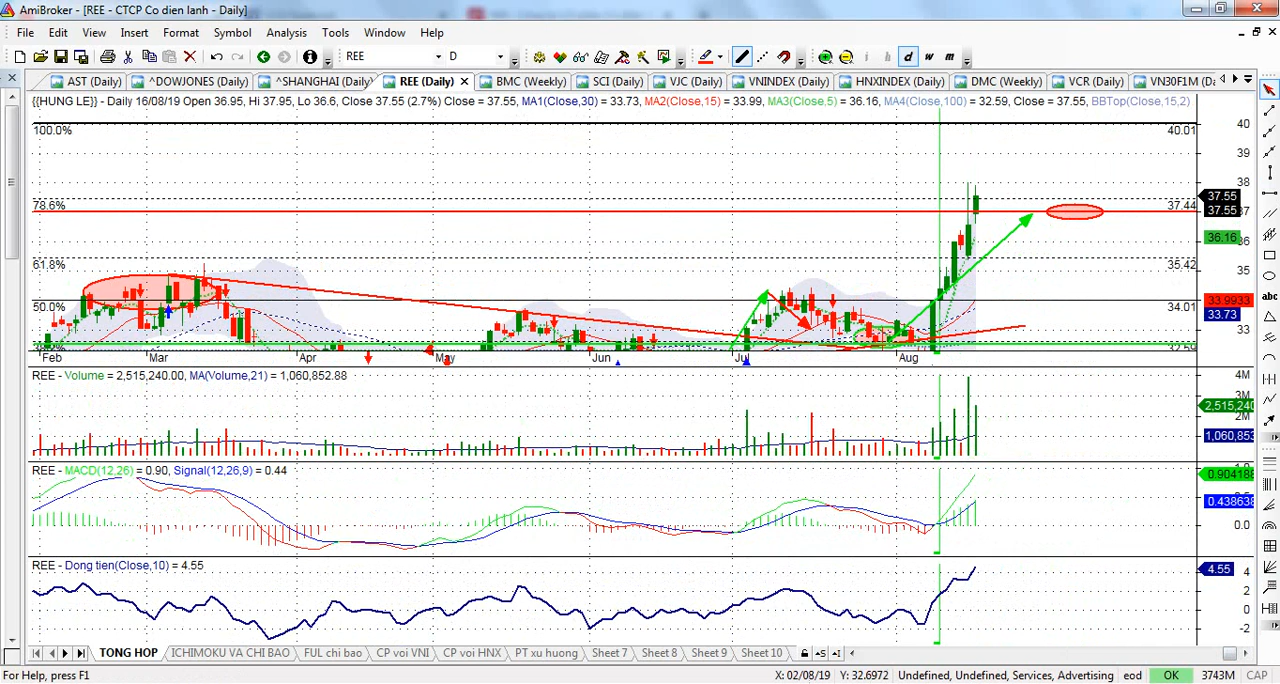 AmiBroker - [REE - CTCP Co dien lanh - Daily]
File Edit View Insert Format Symbol Analysis Tools Window Help
REE D i h d w m
AST (Daily) ^DOWJONES (Daily) ^SHANGHAI (Daily) REE (Daily) BMC (Weekly) SCI (Daily) VJC (Daily) VNINDEX (Daily) HNXINDEX (Daily) DMC (Weekly) VCR (Daily) VN30F1M (Da
{{HUNG LE}} - Daily 16/08/19 Open 36.95, Hi 37.95, Lo 36.6, Close 37.55 (2.7%) Close = 37.55, MA1(Close,30) = 33.73, MA2(Close,15) = 33.99, MA3(Close,5) = 36.16, MA4(Close,100) = 32.59, Close = 37.55, BBTop(Close,15,2)
100.0% 40.01 40
39
38
37.55
78.6% 37.44 37.55 37
36.16 36
61.8% 35.42
35
50.0% 34.01 33.9933
33.73
33
32.59
Feb Mar Apr May Jun Jul Aug
REE - Volume = 2,515,240.00, MA(Volume,21) = 1,060,852.88
4M
3M
2,515,240
1,060,853
REE - MACD(12,26) = 0.90, Signal(12,26,9) = 0.44
0.904188
0.438638
0.0
REE - Dong tien(Close,10) = 4.55
4.55 4
2
0
-2
abc
TONG HOP ICHIMOKU VA CHI BAO FUL chi bao CP voi VNI CP voi HNX PT xu huong Sheet 7 Sheet 8 Sheet 9 Sheet 10
For Help, press F1 X: 02/08/19 Y: 32.6972 Undefined, Undefined, Services, Advertising eod OK 3743M CAP